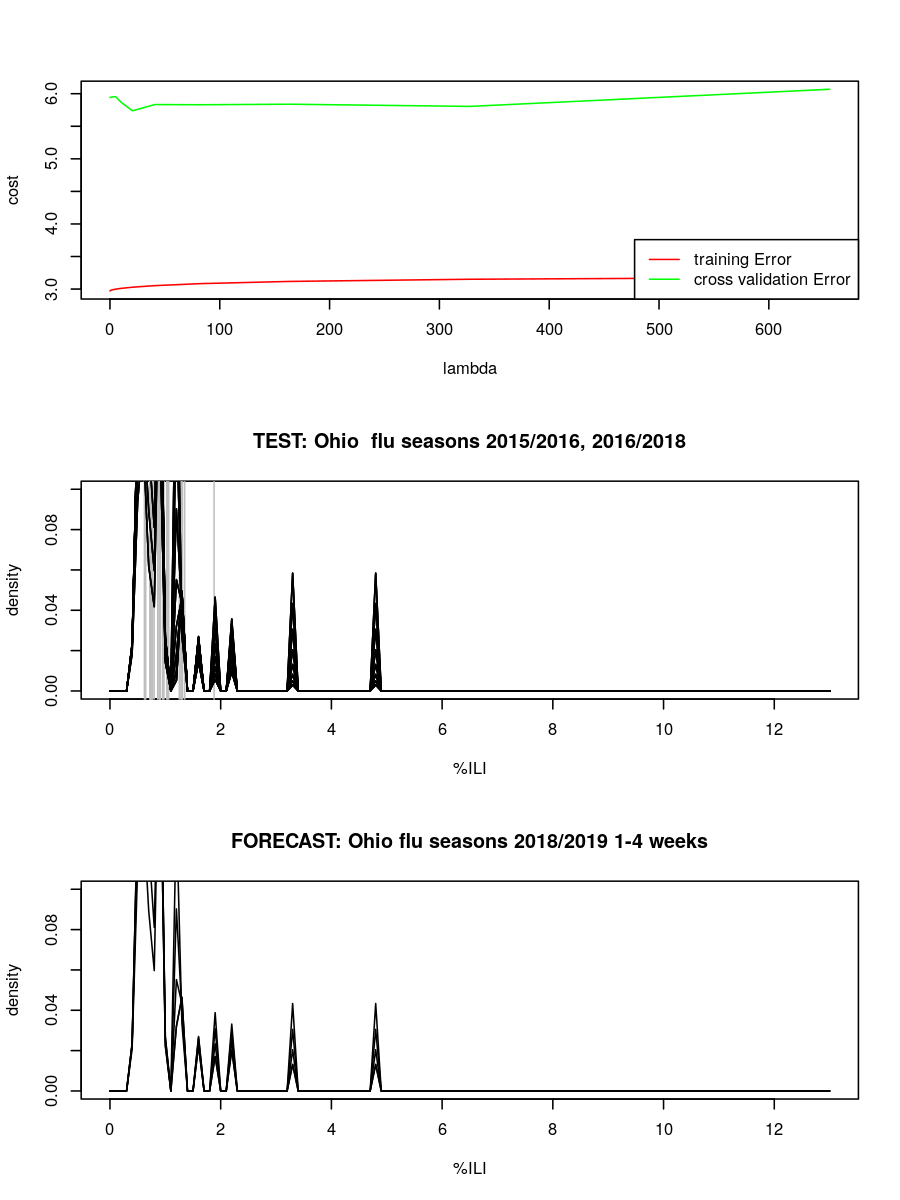 6.0
5.0
4.0
3.0
cost
training Error
cross validation Error
0 100 200 300 400 500 600
lambda
TEST: Ohio  flu seasons 2015/2016, 2016/2018
0.08
0.04
0.00
density
0 2 4 6 8 10 12
%ILI
FORECAST: Ohio flu seasons 2018/2019 1-4 weeks
0.08
0.04
0.00
density
0 2 4 6 8 10 12
%ILI